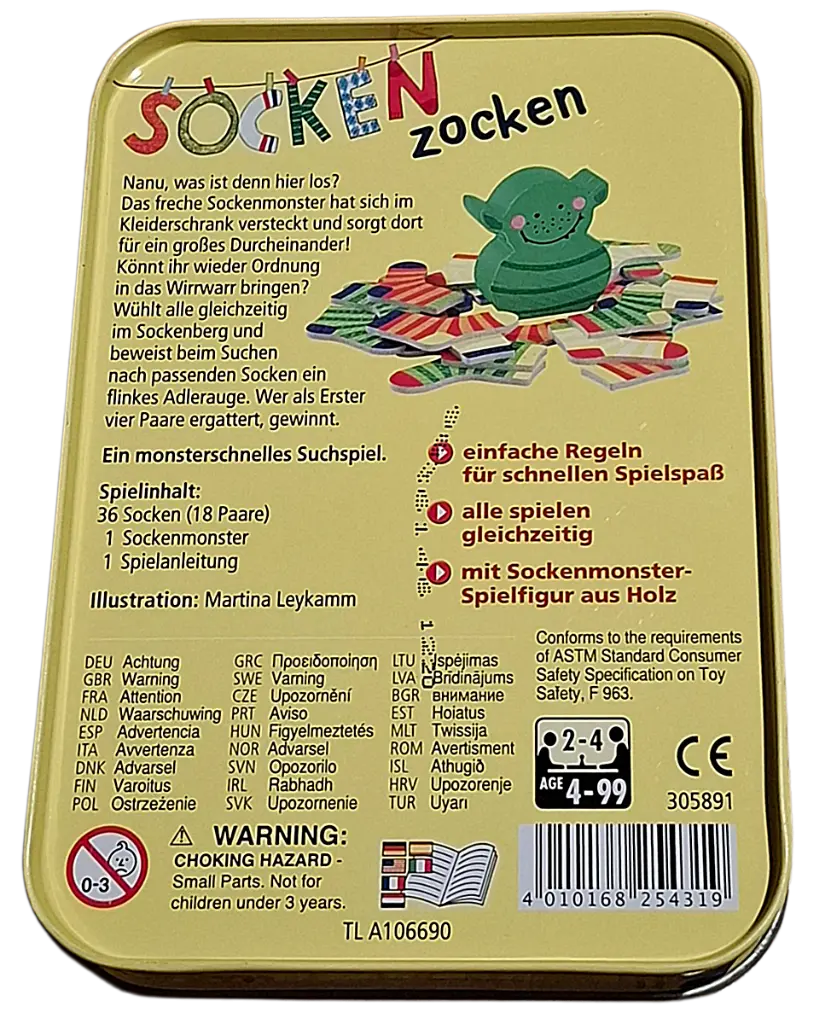 SOCKEN
zocken
Nanu, was ist denn hier los?
Das freche Sockenmonster hat sich im
Kleiderschrank versteckt und sorgt dort
für ein großes Durcheinander!
Könnt ihr wieder Ordnung
in das Wirrwarr bringen?
Wühlt alle gleichzeitig
im Sockenberg und
beweist beim Suchen
nach passenden Socken ein
flinkes Adlerauge. Wer als Erster
vier Paare ergattert, gewinnt.
Ein monsterschnelles Suchspiel.
Spielinhalt:
36 Socken (18 Paare)
1 Sockenmonster
1 Spielanleitung
Illustration: Martina Leykamm
einfache Regeln
für schnellen Spielspaß
alle spielen
gleichzeitig
mit Sockenmonster-
Spielfigur aus Holz
DEU Achtung
GBR Warning
FRA Attention
NLD Waarschuwing
ESP Advertencia
ITA Avvertenza
DNK Advarsel
FIN Varoitus
POL Ostrzeżenie
GRC Προειδοποίηση
SWE Varning
CZE Upozornění
PRT Aviso
HUN Figyelmeztetés
NOR Advarsel
SVN Opozorilo
IRL Rabhadh
SVK Upozornenie
LTU Įspėjimas
LVA Brīdinājums
BGR внимание
EST Hoiatus
MLT Twissija
ROM Avertisment
ISL Athugið
HRV Upozorenje
TUR Uyarı
Conforms to the requirements
of ASTM Standard Consumer
Safety Specification on Toy
Safety, F 963.
2-4
AGE 4-99
CE
305891
0-3
WARNING:
CHOKING HAZARD -
Small Parts. Not for
children under 3 years.
4 010168 254319
TL A106690